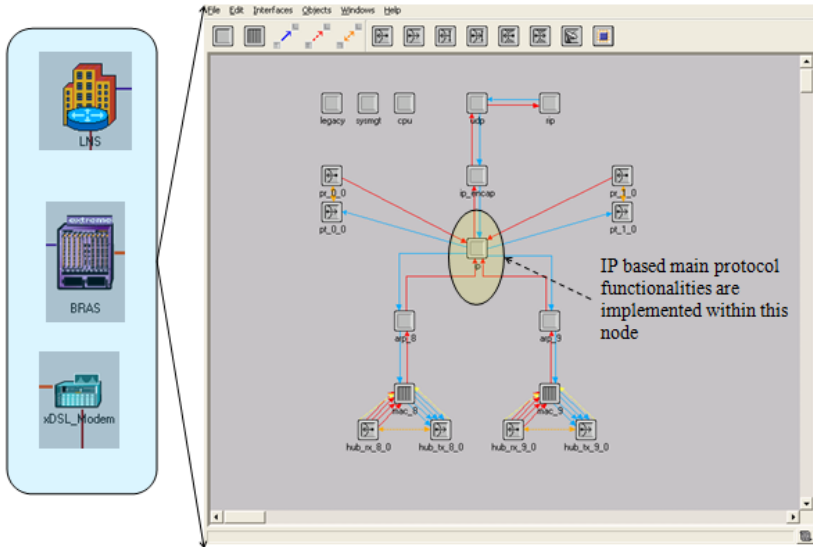 File Edit Interfaces Objects Windows Help
LNS
extreme
BRAS
xDSL_Modem
legacy sysmgt cpu udp rip
pr_0_0 ip_encap pr_1_0
pt_0_0 pt_1_0
ip
IP based main protocol
functionalities are
implemented within this
node
arp_8 arp_9
mac_8 mac_9
hub_rx_8_0 hub_tx_8_0 hub_rx_9_0 hub_tx_9_0